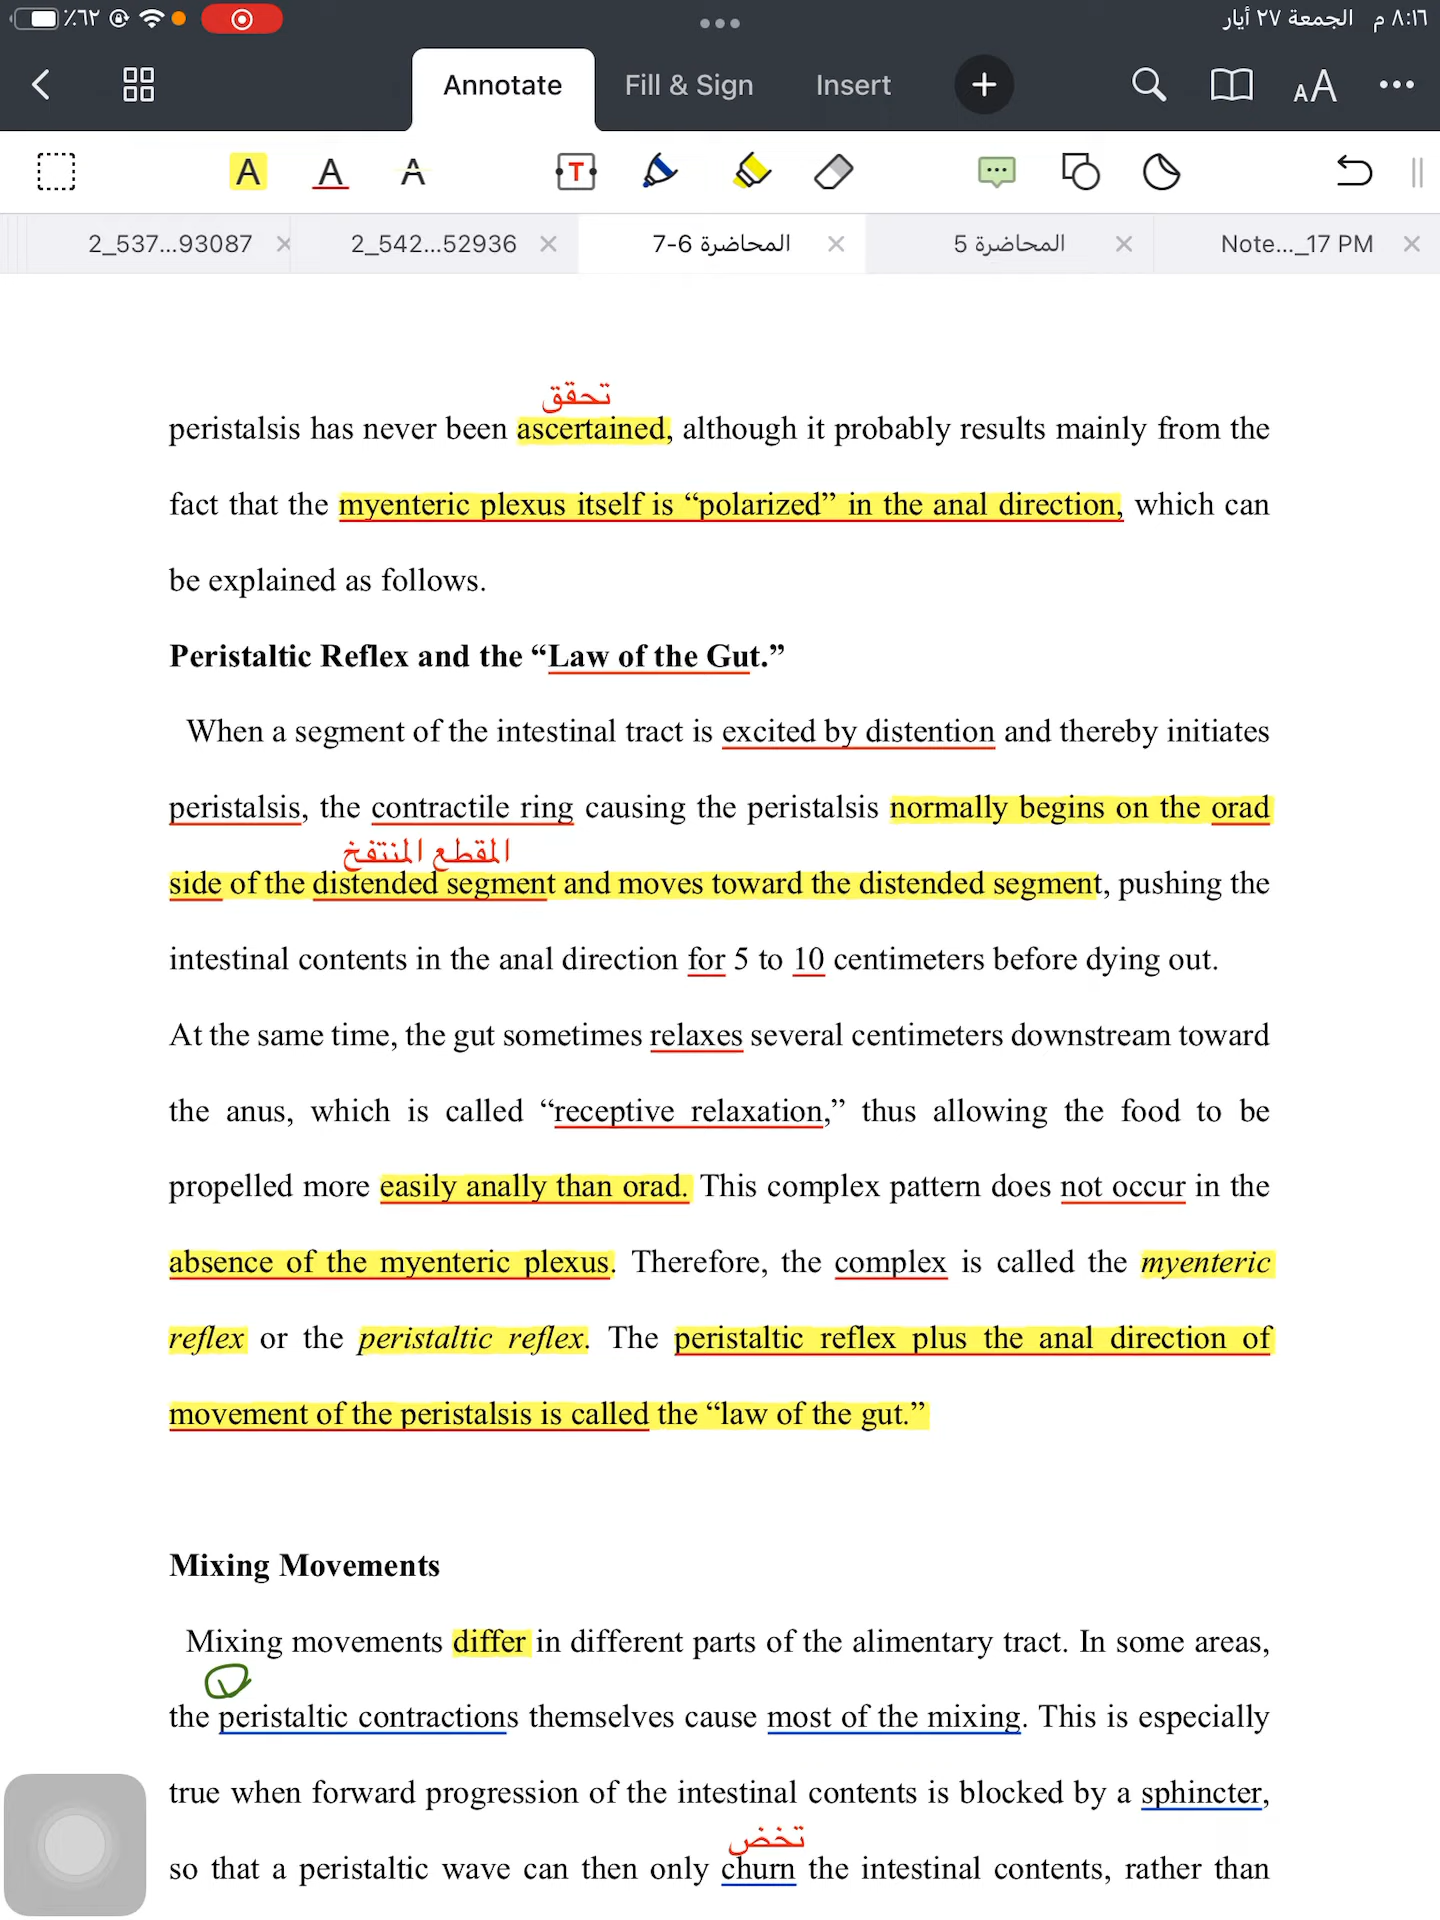 ٪٦٢
الجمعة ٢٧ أيار ٨:١٦ م
Annotate Fill & Sign Insert
2_537...93087 2_542...52936 المحاضرة 6-7 المحاضرة 5 Note..._17 PM
تحقق
peristalsis has never been ascertained, although it probably results mainly from the
fact that the myenteric plexus itself is “polarized” in the anal direction, which can
be explained as follows.
Peristaltic Reflex and the “Law of the Gut.”
When a segment of the intestinal tract is excited by distention and thereby initiates
peristalsis, the contractile ring causing the peristalsis normally begins on the orad
المقطع المنتفخ
side of the distended segment and moves toward the distended segment, pushing the
intestinal contents in the anal direction for 5 to 10 centimeters before dying out.
At the same time, the gut sometimes relaxes several centimeters downstream toward
the anus, which is called “receptive relaxation,” thus allowing the food to be
propelled more easily anally than orad. This complex pattern does not occur in the
absence of the myenteric plexus. Therefore, the complex is called the myenteric
reflex or the peristaltic reflex. The peristaltic reflex plus the anal direction of
movement of the peristalsis is called the “law of the gut.”
Mixing Movements
Mixing movements differ in different parts of the alimentary tract. In some areas,
the peristaltic contractions themselves cause most of the mixing. This is especially
true when forward progression of the intestinal contents is blocked by a sphincter,
تخض
so that a peristaltic wave can then only churn the intestinal contents, rather than